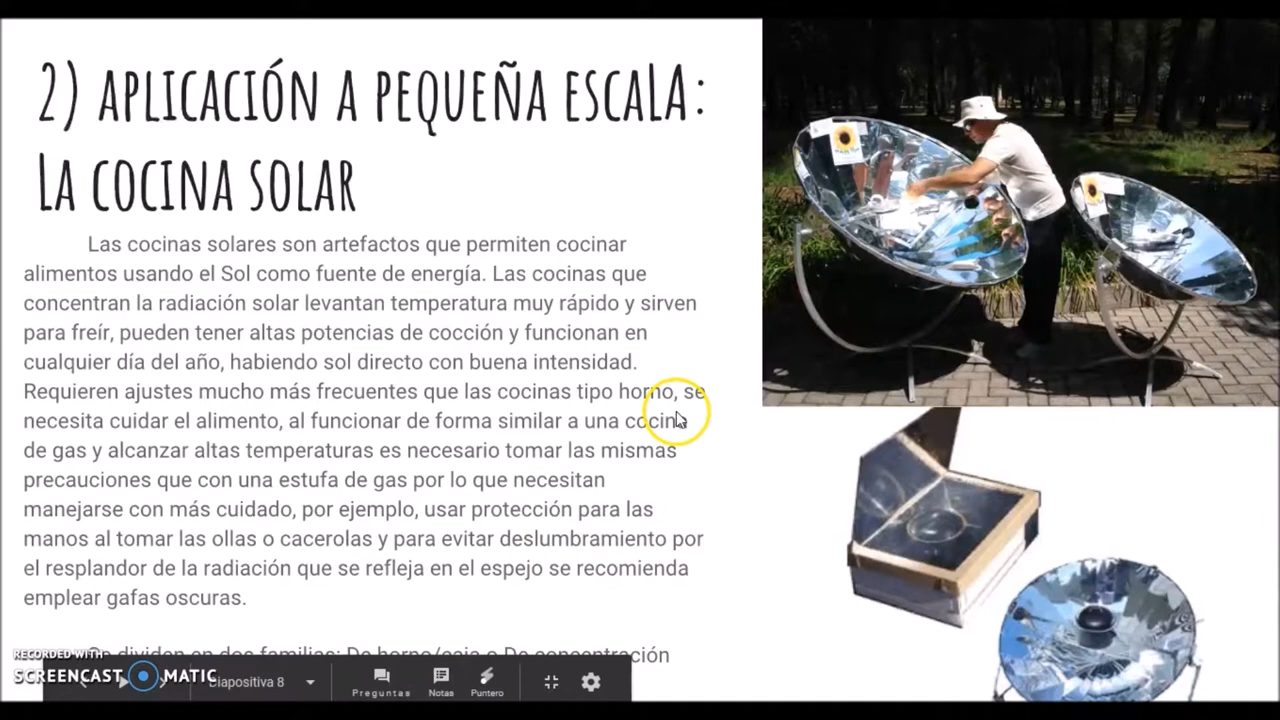 2) APLICACIÓN A PEQUEÑA ESCALA:
LA COCINA SOLAR
Las cocinas solares son artefactos que permiten cocinar
alimentos usando el Sol como fuente de energía. Las cocinas que
concentran la radiación solar levantan temperatura muy rápido y sirven
para freír, pueden tener altas potencias de cocción y funcionan en
cualquier día del año, habiendo sol directo con buena intensidad.
Requieren ajustes mucho más frecuentes que las cocinas tipo horno, se
necesita cuidar el alimento, al funcionar de forma similar a una cocina
de gas y alcanzar altas temperaturas es necesario tomar las mismas
precauciones que con una estufa de gas por lo que necesitan
manejarse con más cuidado, por ejemplo, usar protección para las
manos al tomar las ollas o cacerolas y para evitar deslumbramiento por
el resplandor de la radiación que se refleja en el espejo se recomienda
emplear gafas oscuras.
Se dividen en dos familias: De horno/caja o De concentración
RECORDED WITH
SCREENCAST MATIC
Diapositiva 8
Preguntas
Notas
Puntero